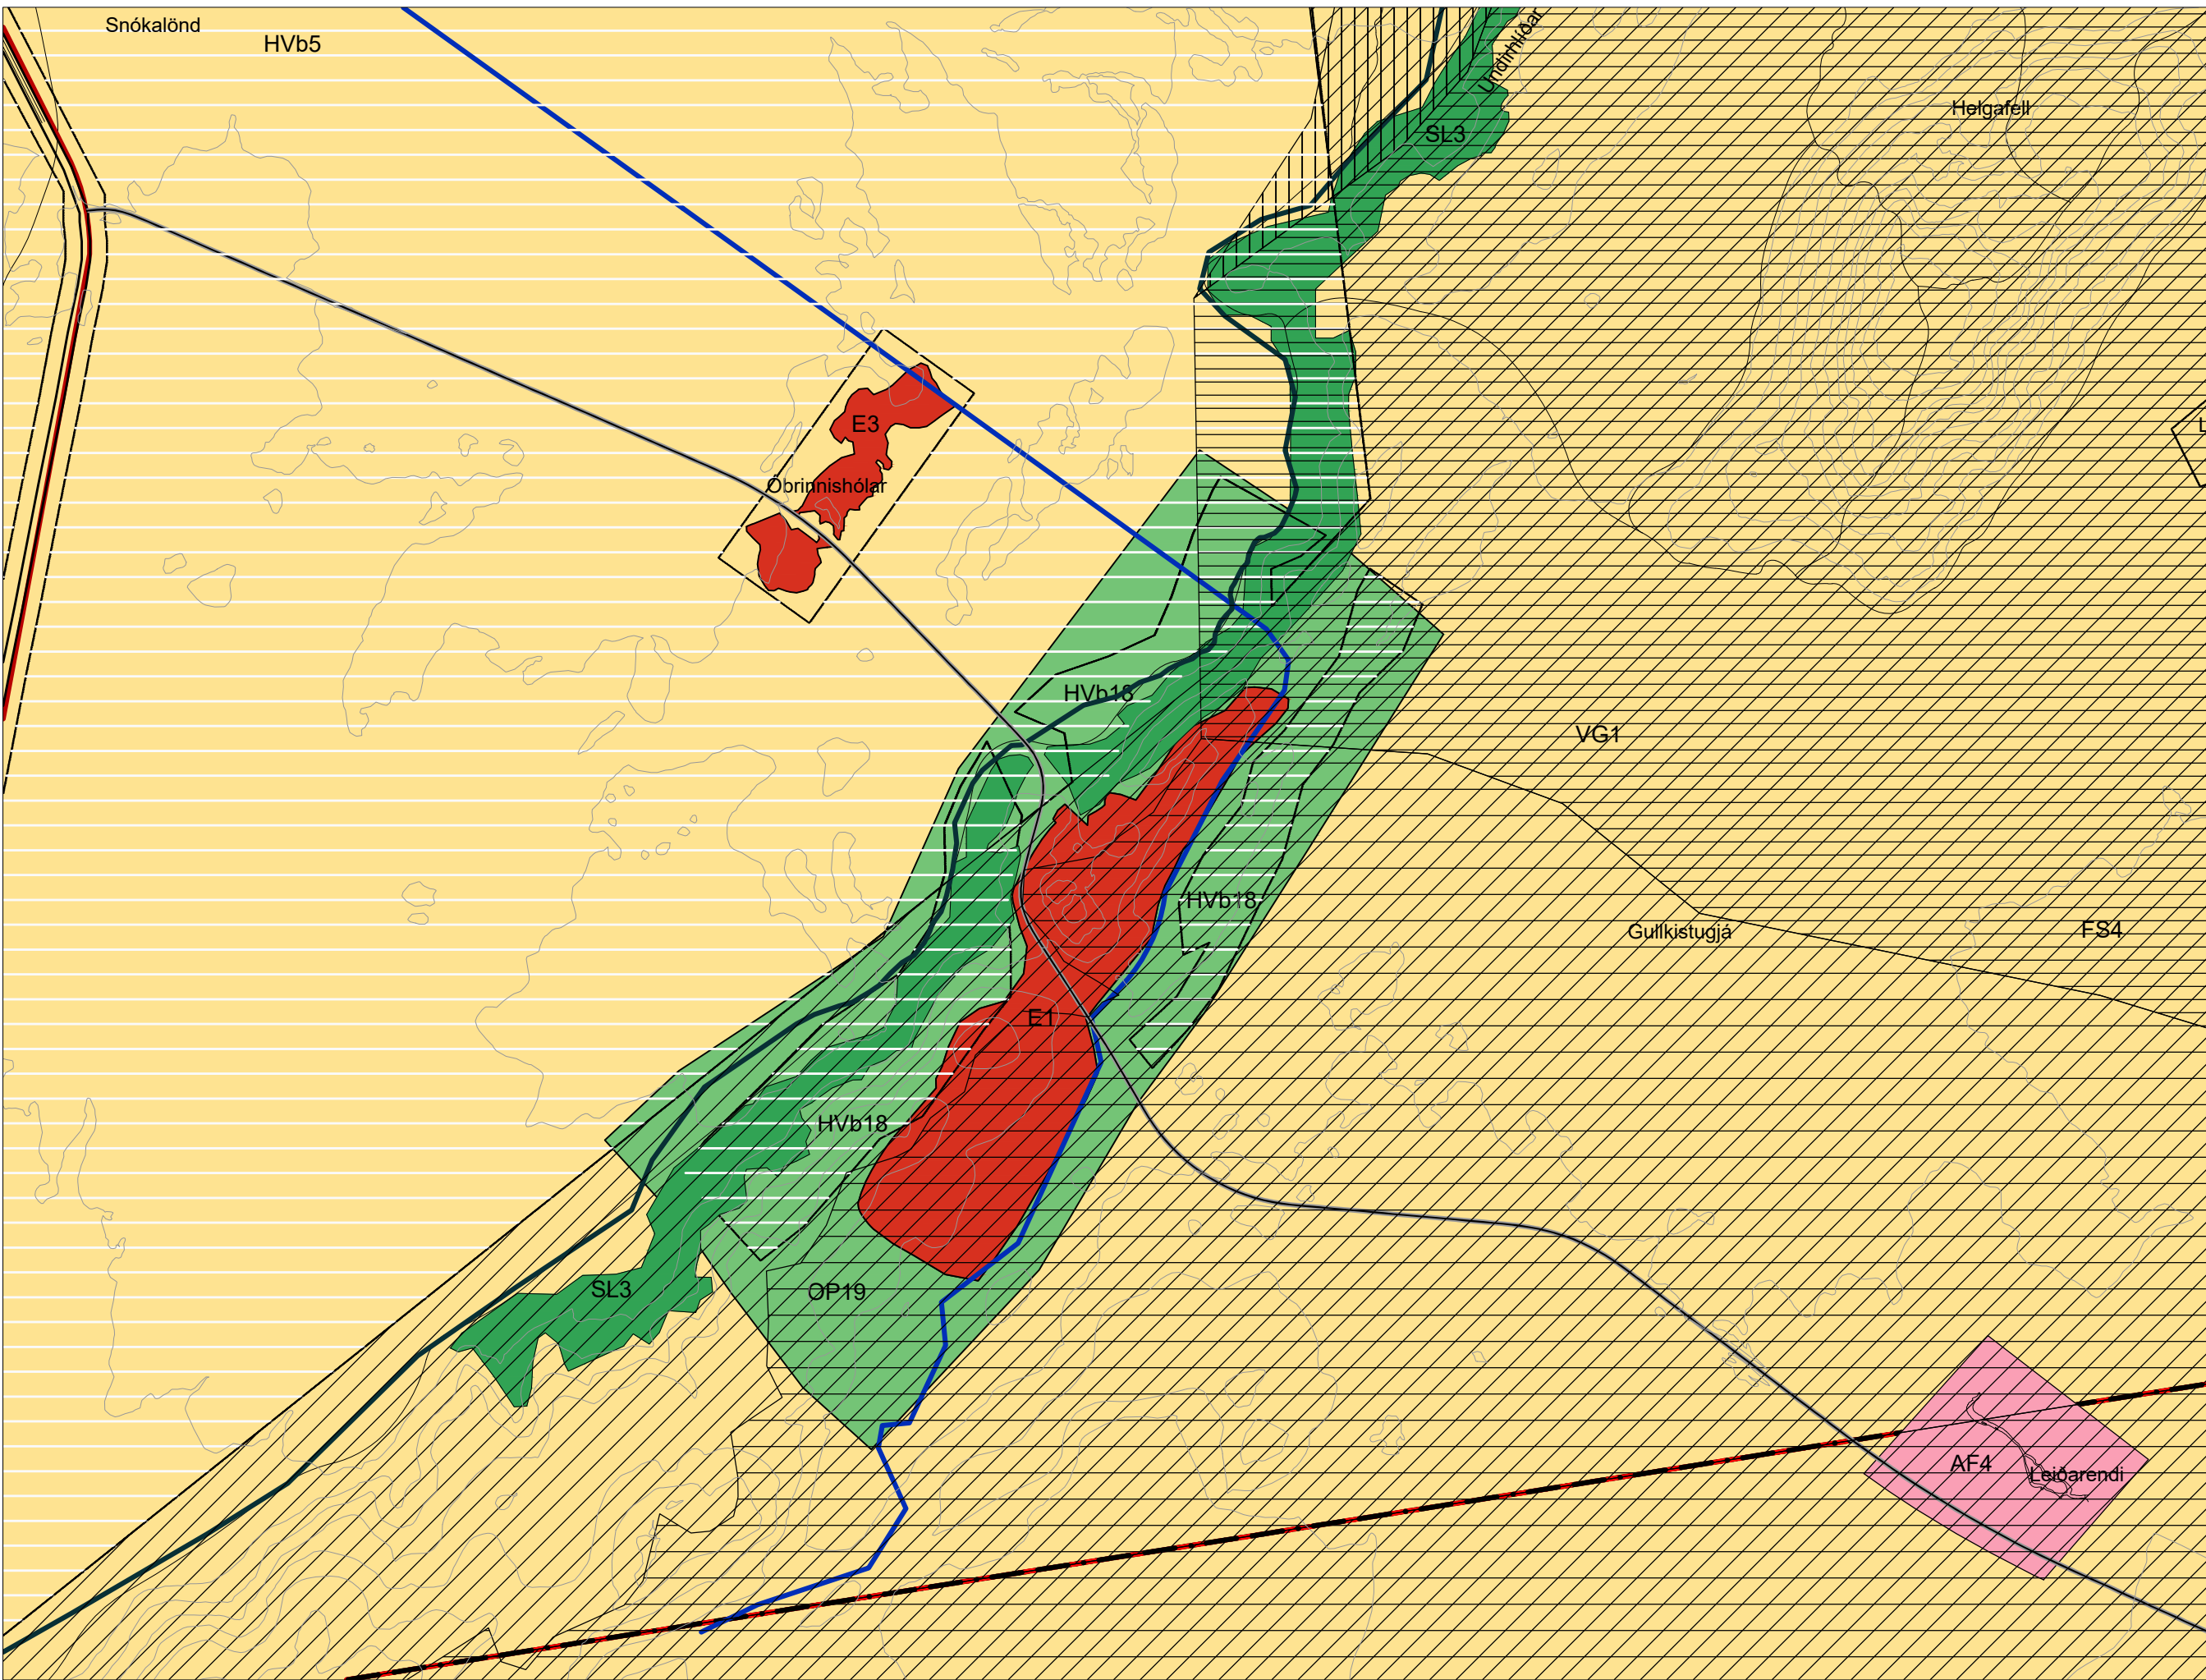 Snókalönd
HVb5
Undirhlíðar
Helgafell
SL3
E3
Óbrinnishólar
HVb18
VG1
HVb18
Gullkistugjá
FS4
E1
HVb18
SL3
OP19
AF4
Leiðarendi